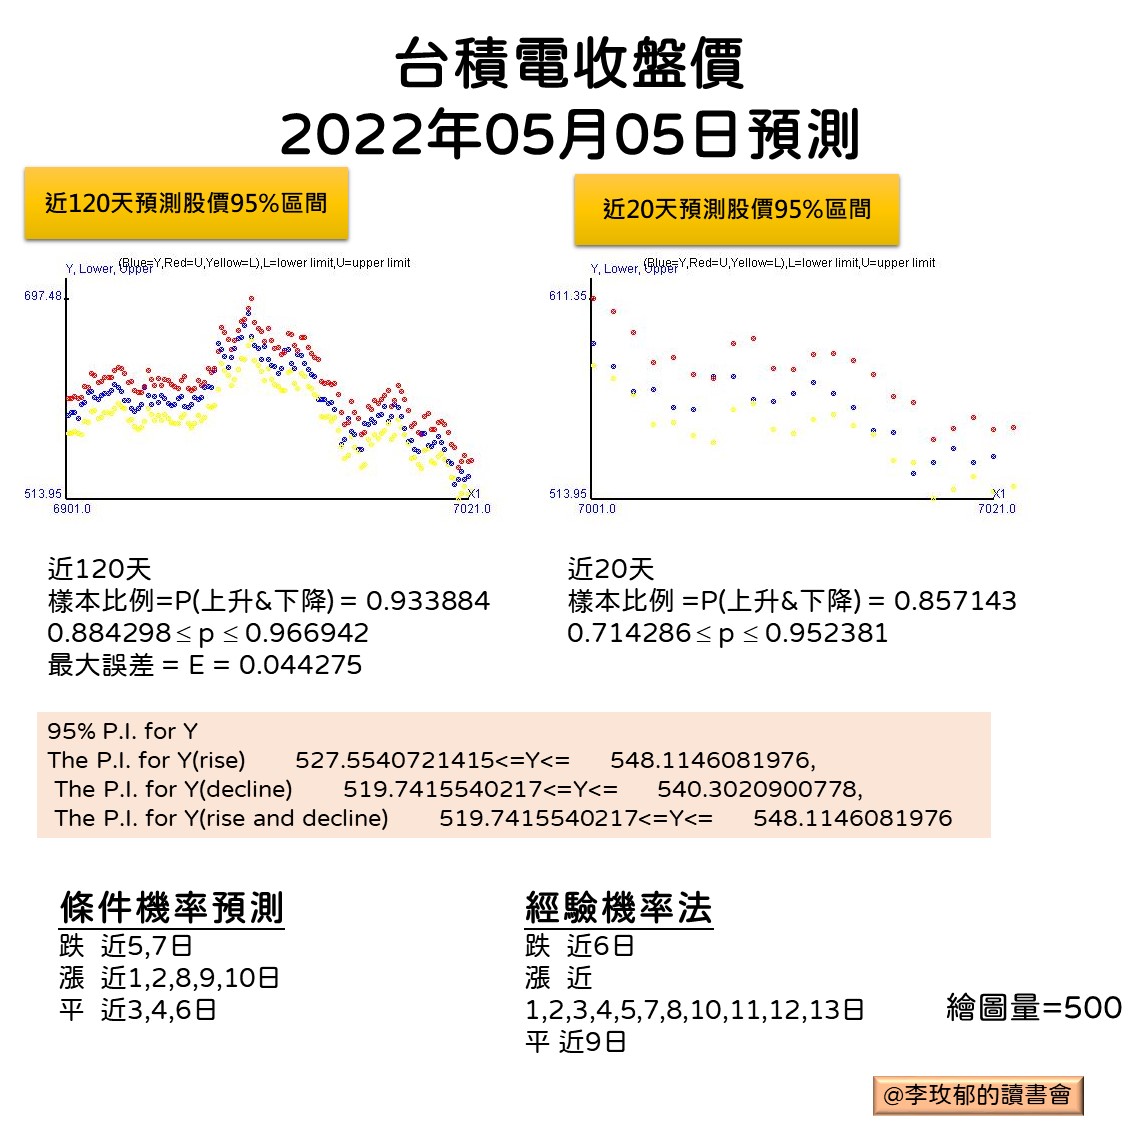 台積電收盤價
2022年05月05日預測
近120天預測股價95%區間
近20天預測股價95%區間
Y, Lower, Upper
(Blue=Y,Red=U,Yellow=L),L=lower limit,U=upper limit
697.48
513.95
X1
6901.0
7021.0
Y, Lower, Upper
(Blue=Y,Red=U,Yellow=L),L=lower limit,U=upper limit
611.35
513.95
X1
7001.0
7021.0
近120天
樣本比例=P(上升&下降) = 0.933884
0.884298 ≤ p ≤ 0.966942
最大誤差 = E = 0.044275
近20天
樣本比例 =P(上升&下降) = 0.857143
0.714286 ≤ p ≤ 0.952381
95% P.I. for Y
The P.I. for Y(rise) 527.5540721415<=Y<= 548.1146081976,
The P.I. for Y(decline) 519.7415540217<=Y<= 540.3020900778,
The P.I. for Y(rise and decline) 519.7415540217<=Y<= 548.1146081976
條件機率預測
跌 近5,7日
漲 近1,2,8,9,10日
平 近3,4,6日
經驗機率法
跌 近6日
漲 近
1,2,3,4,5,7,8,10,11,12,13日
平 近9日
繪圖量=500
@李玫郁的讀書會